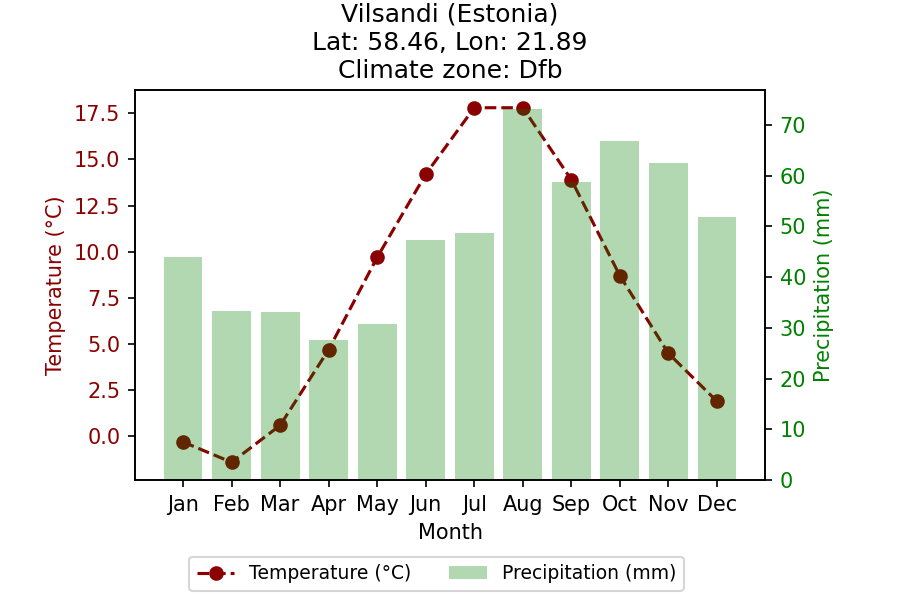 Vilsandi (Estonia)
Lat: 58.46, Lon: 21.89
Climate zone: Dfb
Temperature (°C)
17.5
15.0
12.5
10.0
7.5
5.0
2.5
0.0
70
60
50
40
30
20
10
0
Precipitation (mm)
Jan Feb Mar Apr May Jun Jul Aug Sep Oct Nov Dec
Month
Temperature (°C) Precipitation (mm)